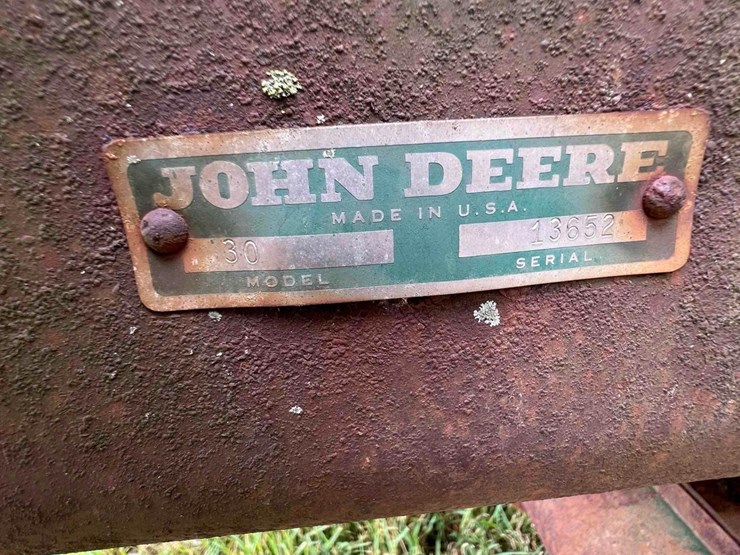 JOHN DEERE
MADE IN U.S.A.
30 13652
MODEL SERIAL